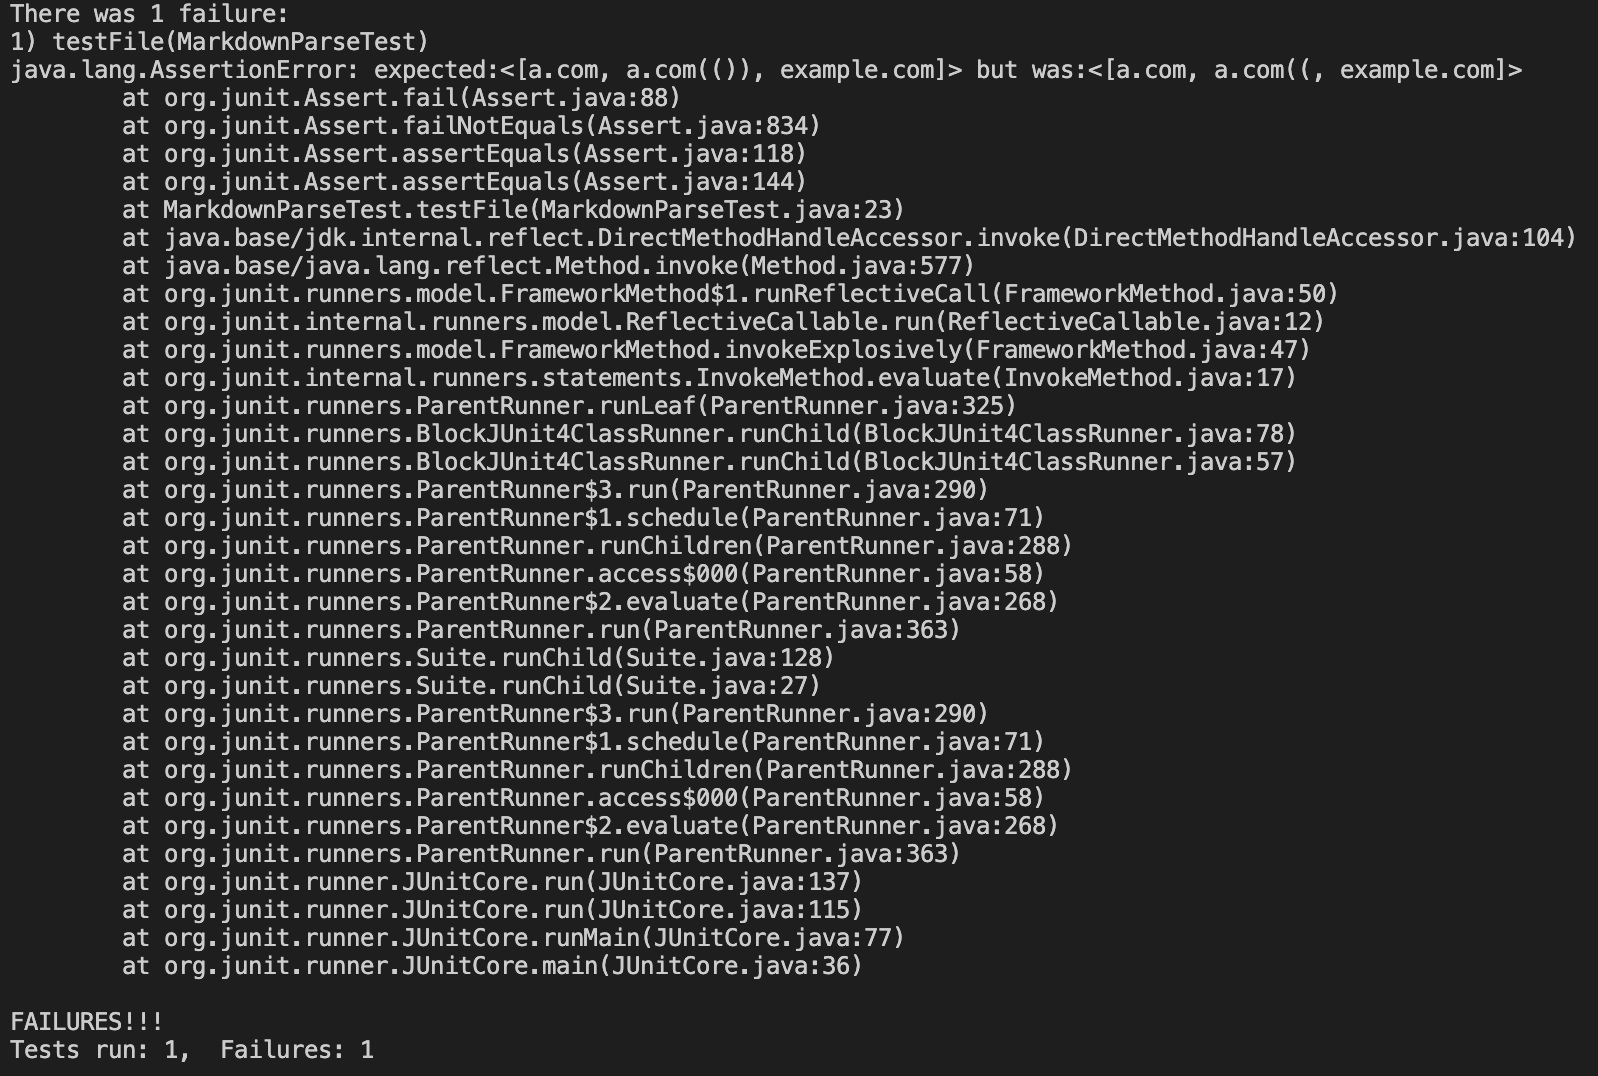 There was 1 failure:
1) testFile(MarkdownParseTest)
java.lang.AssertionError: expected:<[a.com, a.com(()), example.com]> but was:<[a.com, a.com((, example.com]>
at org.junit.Assert.fail(Assert.java:88)
at org.junit.Assert.failNotEquals(Assert.java:834)
at org.junit.Assert.assertEquals(Assert.java:118)
at org.junit.Assert.assertEquals(Assert.java:144)
at MarkdownParseTest.testFile(MarkdownParseTest.java:23)
at java.base/jdk.internal.reflect.DirectMethodHandleAccessor.invoke(DirectMethodHandleAccessor.java:104)
at java.base/java.lang.reflect.Method.invoke(Method.java:577)
at org.junit.runners.model.FrameworkMethod$1.runReflectiveCall(FrameworkMethod.java:50)
at org.junit.internal.runners.model.ReflectiveCallable.run(ReflectiveCallable.java:12)
at org.junit.runners.model.FrameworkMethod.invokeExplosively(FrameworkMethod.java:47)
at org.junit.internal.runners.statements.InvokeMethod.evaluate(InvokeMethod.java:17)
at org.junit.runners.ParentRunner.runLeaf(ParentRunner.java:325)
at org.junit.runners.BlockJUnit4ClassRunner.runChild(BlockJUnit4ClassRunner.java:78)
at org.junit.runners.BlockJUnit4ClassRunner.runChild(BlockJUnit4ClassRunner.java:57)
at org.junit.runners.ParentRunner$3.run(ParentRunner.java:290)
at org.junit.runners.ParentRunner$1.schedule(ParentRunner.java:71)
at org.junit.runners.ParentRunner.runChildren(ParentRunner.java:288)
at org.junit.runners.ParentRunner.access$000(ParentRunner.java:58)
at org.junit.runners.ParentRunner$2.evaluate(ParentRunner.java:268)
at org.junit.runners.ParentRunner.run(ParentRunner.java:363)
at org.junit.runners.Suite.runChild(Suite.java:128)
at org.junit.runners.Suite.runChild(Suite.java:27)
at org.junit.runners.ParentRunner$3.run(ParentRunner.java:290)
at org.junit.runners.ParentRunner$1.schedule(ParentRunner.java:71)
at org.junit.runners.ParentRunner.runChildren(ParentRunner.java:288)
at org.junit.runners.ParentRunner.access$000(ParentRunner.java:58)
at org.junit.runners.ParentRunner$2.evaluate(ParentRunner.java:268)
at org.junit.runners.ParentRunner.run(ParentRunner.java:363)
at org.junit.runner.JUnitCore.run(JUnitCore.java:137)
at org.junit.runner.JUnitCore.run(JUnitCore.java:115)
at org.junit.runner.JUnitCore.runMain(JUnitCore.java:77)
at org.junit.runner.JUnitCore.main(JUnitCore.java:36)
FAILURES!!!
Tests run: 1,  Failures: 1